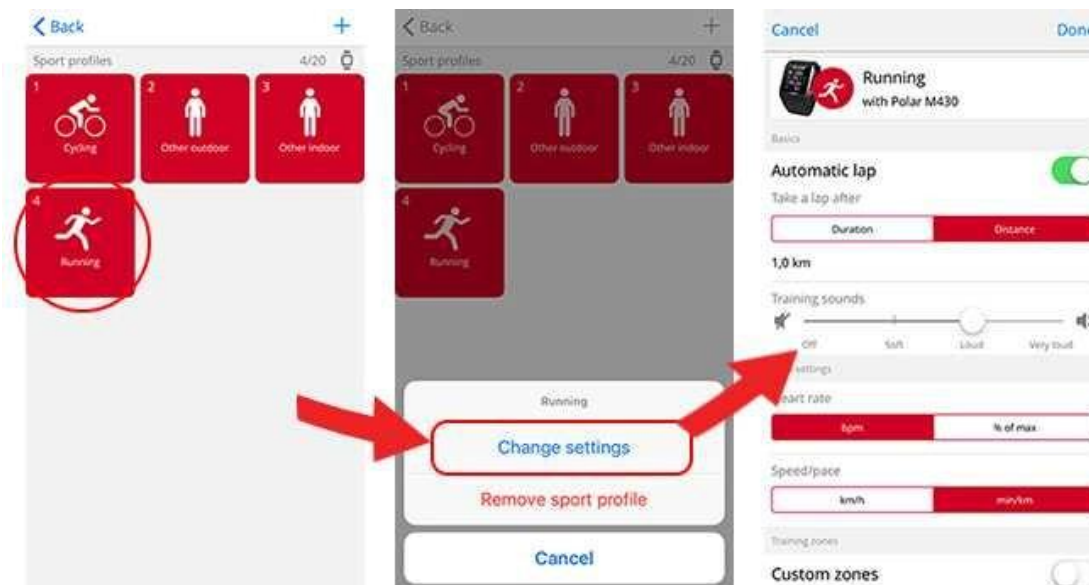 Back +
Sport profiles 4/20
1
Cycling
2
Other outdoor
3
Other indoor
4
Running
Back +
Sport profiles 4/20
1
Cycling
2
Other outdoor
3
Other indoor
4
Running
Running
Change settings
Remove sport profile
Cancel
Cancel Done
Running
with Polar M430
Basics
Automatic lap
Take a lap after
Duration Distance
1,0 km
Training sounds
Off Soft Loud Very loud
settings
eart rate
bpm % of max
Speed/pace
km/h min/km
Training zones
Custom zones